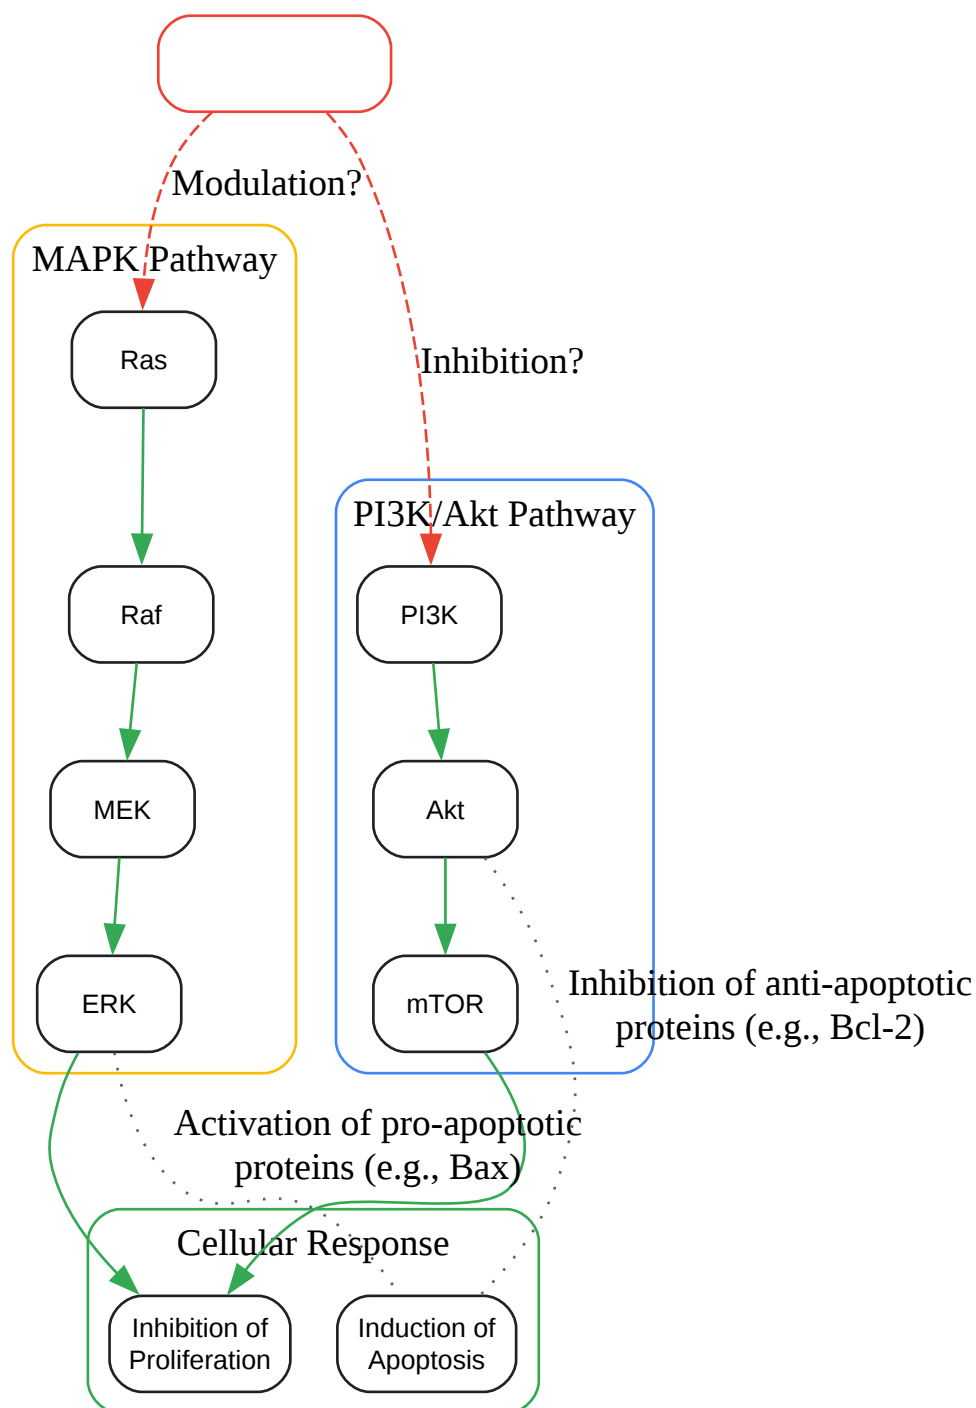 Modulation?
MAPK Pathway
Ras
Inhibition?
PI3K/Akt Pathway
Raf
PI3K
MEK
Akt
ERK
mTOR
Inhibition of anti-apoptotic
proteins (e.g., Bcl-2)
Activation of pro-apoptotic
proteins (e.g., Bax)
Cellular Response
Inhibition of
Proliferation
Induction of
Apoptosis